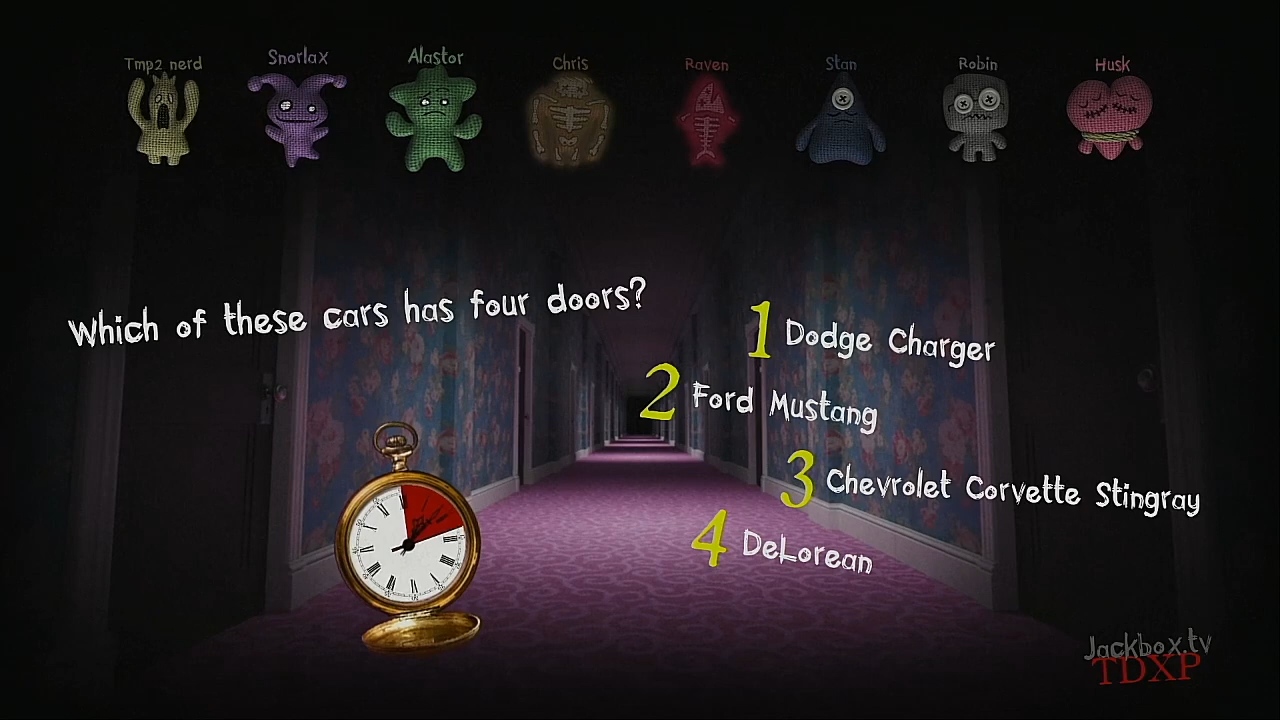 Tmp2 nerd
Snorlax
Alastor
Chris
Raven
Stan
Robin
Husk
Which of these cars has four doors?
1 Dodge Charger
2 Ford Mustang
3 Chevrolet Corvette Stingray
4 DeLorean
Jackbox.tv
TDXP